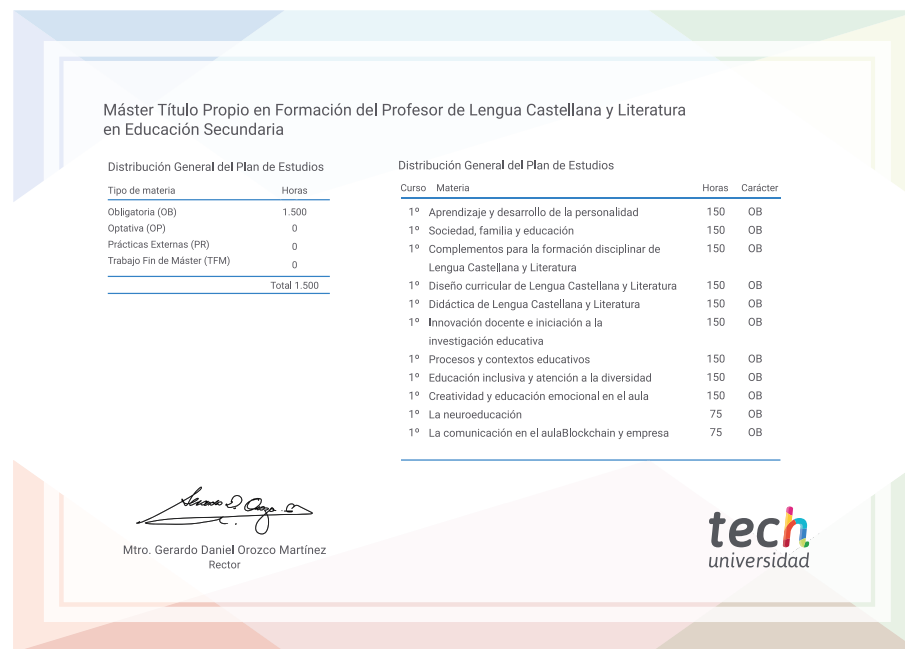 Máster Título Propio en Formación del Profesor de Lengua Castellana y Literatura
en Educación Secundaria
Distribución General del Plan de Estudios
Tipo de materia Horas
Obligatoria (OB) 1.500
Optativa (OP) 0
Prácticas Externas (PR) 0
Trabajo Fin de Máster (TFM) 0
Total 1.500
Distribución General del Plan de Estudios
Curso Materia Horas Carácter
1º Aprendizaje y desarrollo de la personalidad 150 OB
1º Sociedad, familia y educación 150 OB
1º Complementos para la formación disciplinar de 150 OB
Lengua Castellana y Literatura
1º Diseño curricular de Lengua Castellana y Literatura 150 OB
1º Didáctica de Lengua Castellana y Literatura 150 OB
1º Innovación docente e iniciación a la 150 OB
investigación educativa
1º Procesos y contextos educativos 150 OB
1º Educación inclusiva y atención a la diversidad 150 OB
1º Creatividad y educación emocional en el aula 150 OB
1º La neuroeducación 75 OB
1º La comunicación en el aulaBlockchain y empresa 75 OB
Mtro. Gerardo Daniel Orozco Martínez
Rector
tech
universidad